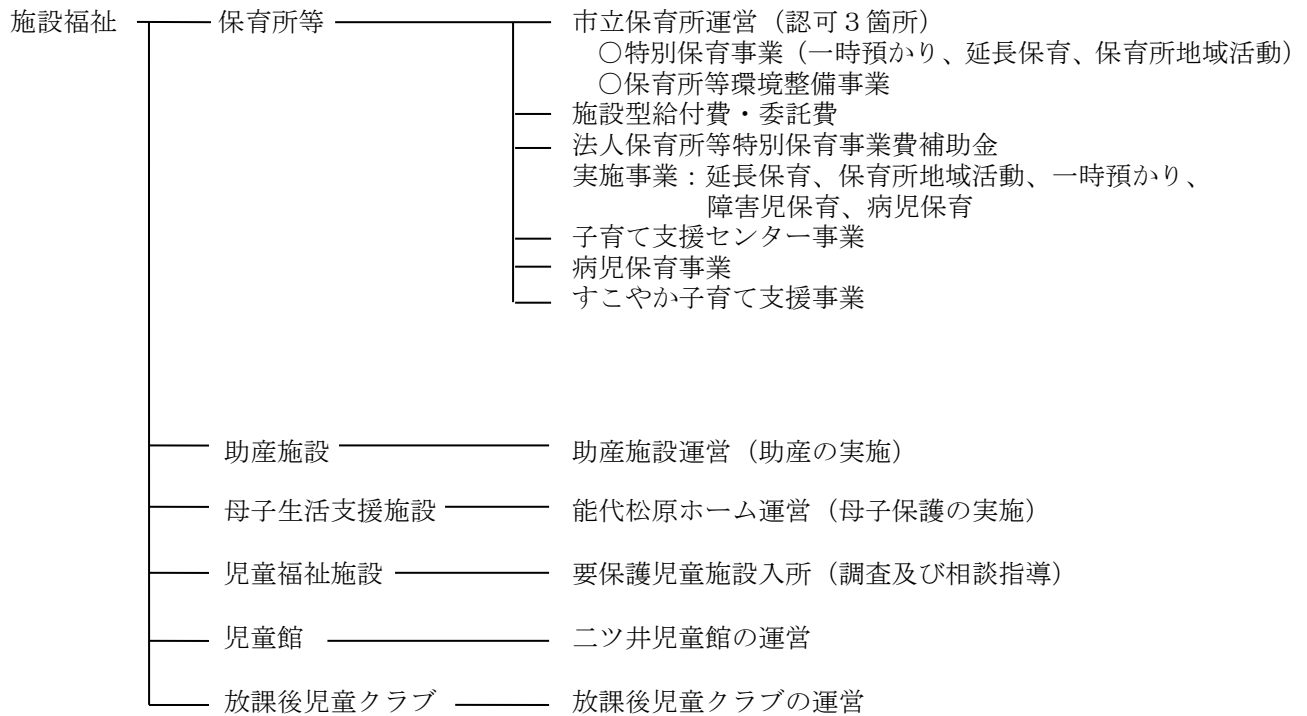 施設福祉 保育所等 市立保育所運営（認可３箇所）
○特別保育事業（一時預かり、延長保育、保育所地域活動）
○保育所等環境整備事業
施設型給付費・委託費
法人保育所等特別保育事業費補助金
実施事業：延長保育、保育所地域活動、一時預かり、
障害児保育、病児保育
子育て支援センター事業
病児保育事業
すこやか子育て支援事業
助産施設 助産施設運営（助産の実施）
母子生活支援施設 能代松原ホーム運営（母子保護の実施）
児童福祉施設 要保護児童施設入所（調査及び相談指導）
児童館 二ツ井児童館の運営
放課後児童クラブ 放課後児童クラブの運営